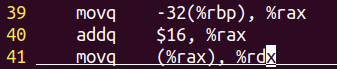 39 movq -32(%rbp), %rax
40 addq $16, %rax
41 movq (%rax), %rdx